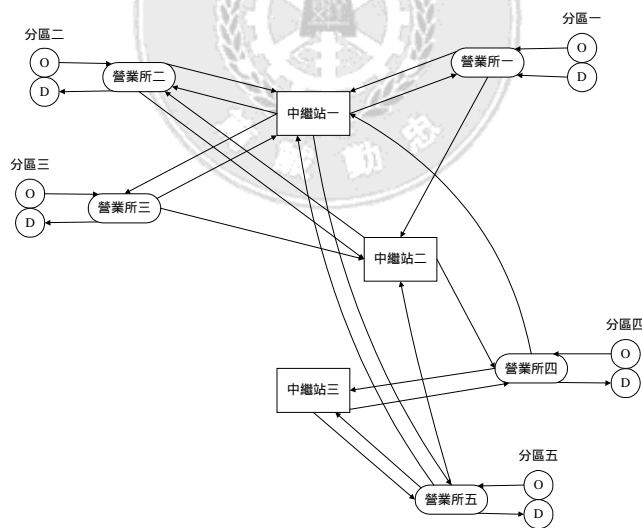 分區一
分區二
O
O
營業所一
D
營業所二
D
中繼站一
分區三
O
營業所三
D
中繼站二
分區四
O
營業所四
中繼站三
D
分區五
O
營業所五
D